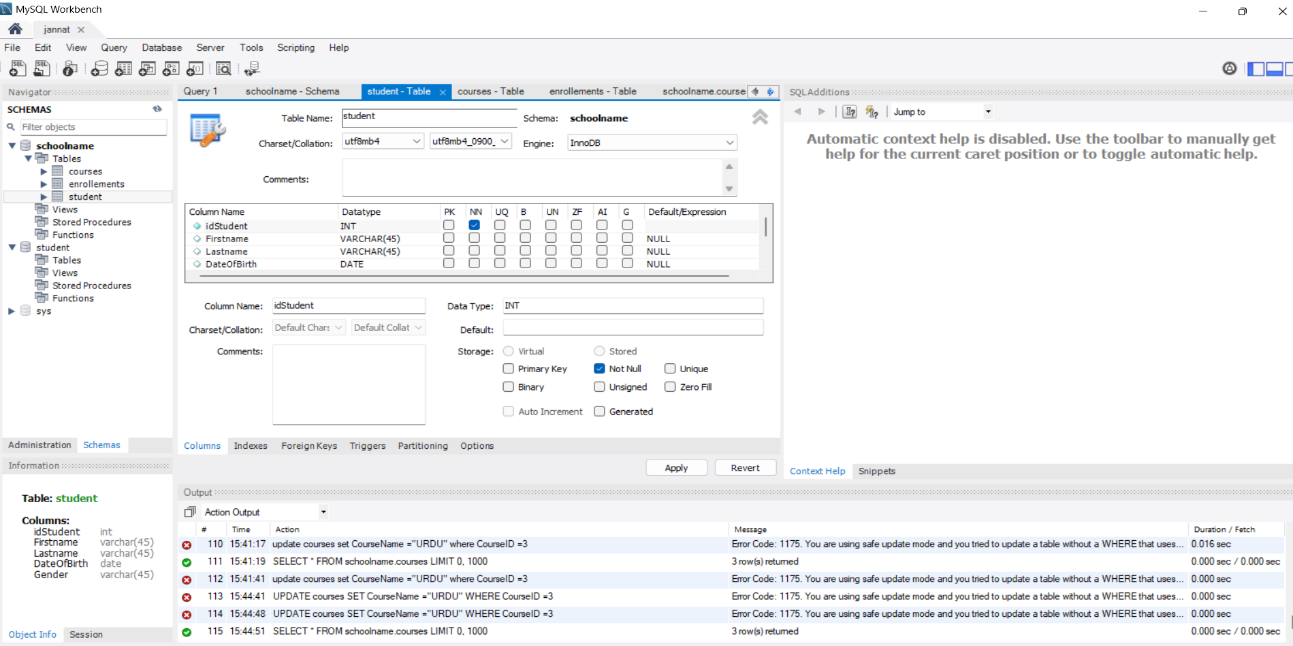 MySQL Workbench
jannat
File Edit View Query Database Server Tools Scripting Help
Navigator
SCHEMAS
Filter objects
schoolname
Tables
courses
enrollements
student
Views
Stored Procedures
Functions
student
Tables
Views
Stored Procedures
Functions
sys
Administration Schemas
Information
Table: student
Columns:
idStudent int
Firstname varchar(45)
Lastname varchar(45)
DateOfBirth date
Gender varchar(45)
Object Info Session
Query 1 schoolname - Schema student - Table courses - Table enrollements - Table schoolname.course
Table Name: student Schema: schoolname
Charset/Collation: utf8mb4 utf8mb4_0900_ Engine: InnoDB
Comments:
Column Name Datatype PK NN UQ B UN ZF AI G Default/Expression
idStudent INT
Firstname VARCHAR(45) NULL
Lastname VARCHAR(45) NULL
DateOfBirth DATE NULL
Column Name: idStudent Data Type: INT
Charset/Collation: Default Chars Default Collat Default:
Comments: Storage: Virtual Stored
Primary Key Not Null Unique
Binary Unsigned Zero Fill
Auto Increment Generated
Columns Indexes Foreign Keys Triggers Partitioning Options
Apply Revert
SQLAdditions
Jump to
Automatic context help is disabled. Use the toolbar to manually get
help for the current caret position or to toggle automatic help.
Context Help Snippets
Output
Action Output
# Time Action Message Duration / Fetch
110 15:41:17 update courses set CourseName ="URDU" where CourseID =3 Error Code: 1175. You are using safe update mode and you tried to update a table without a WHERE that uses... 0.016 sec
111 15:41:19 SELECT * FROM schoolname.courses LIMIT 0, 1000 3 row(s) returned 0.000 sec / 0.000 sec
112 15:41:41 update courses set CourseName ="URDU" where CourseID =3 Error Code: 1175. You are using safe update mode and you tried to update a table without a WHERE that uses... 0.000 sec
113 15:44:41 UPDATE courses SET CourseName ="URDU" WHERE CourseID =3 Error Code: 1175. You are using safe update mode and you tried to update a table without a WHERE that uses... 0.000 sec
114 15:44:48 UPDATE courses SET CourseName ="URDU" WHERE CourseID =3 Error Code: 1175. You are using safe update mode and you tried to update a table without a WHERE that uses... 0.000 sec
115 15:44:51 SELECT * FROM schoolname.courses LIMIT 0, 1000 3 row(s) returned 0.000 sec / 0.000 sec